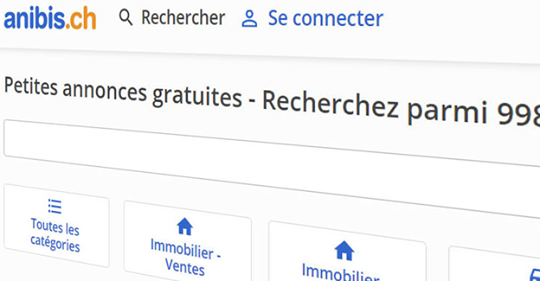 anibis.ch Rechercher Se connecter
Petites annonces gratuites - Recherchez parmi 998
Toutes les
catégories
Immobilier -
Ventes
Immobilier